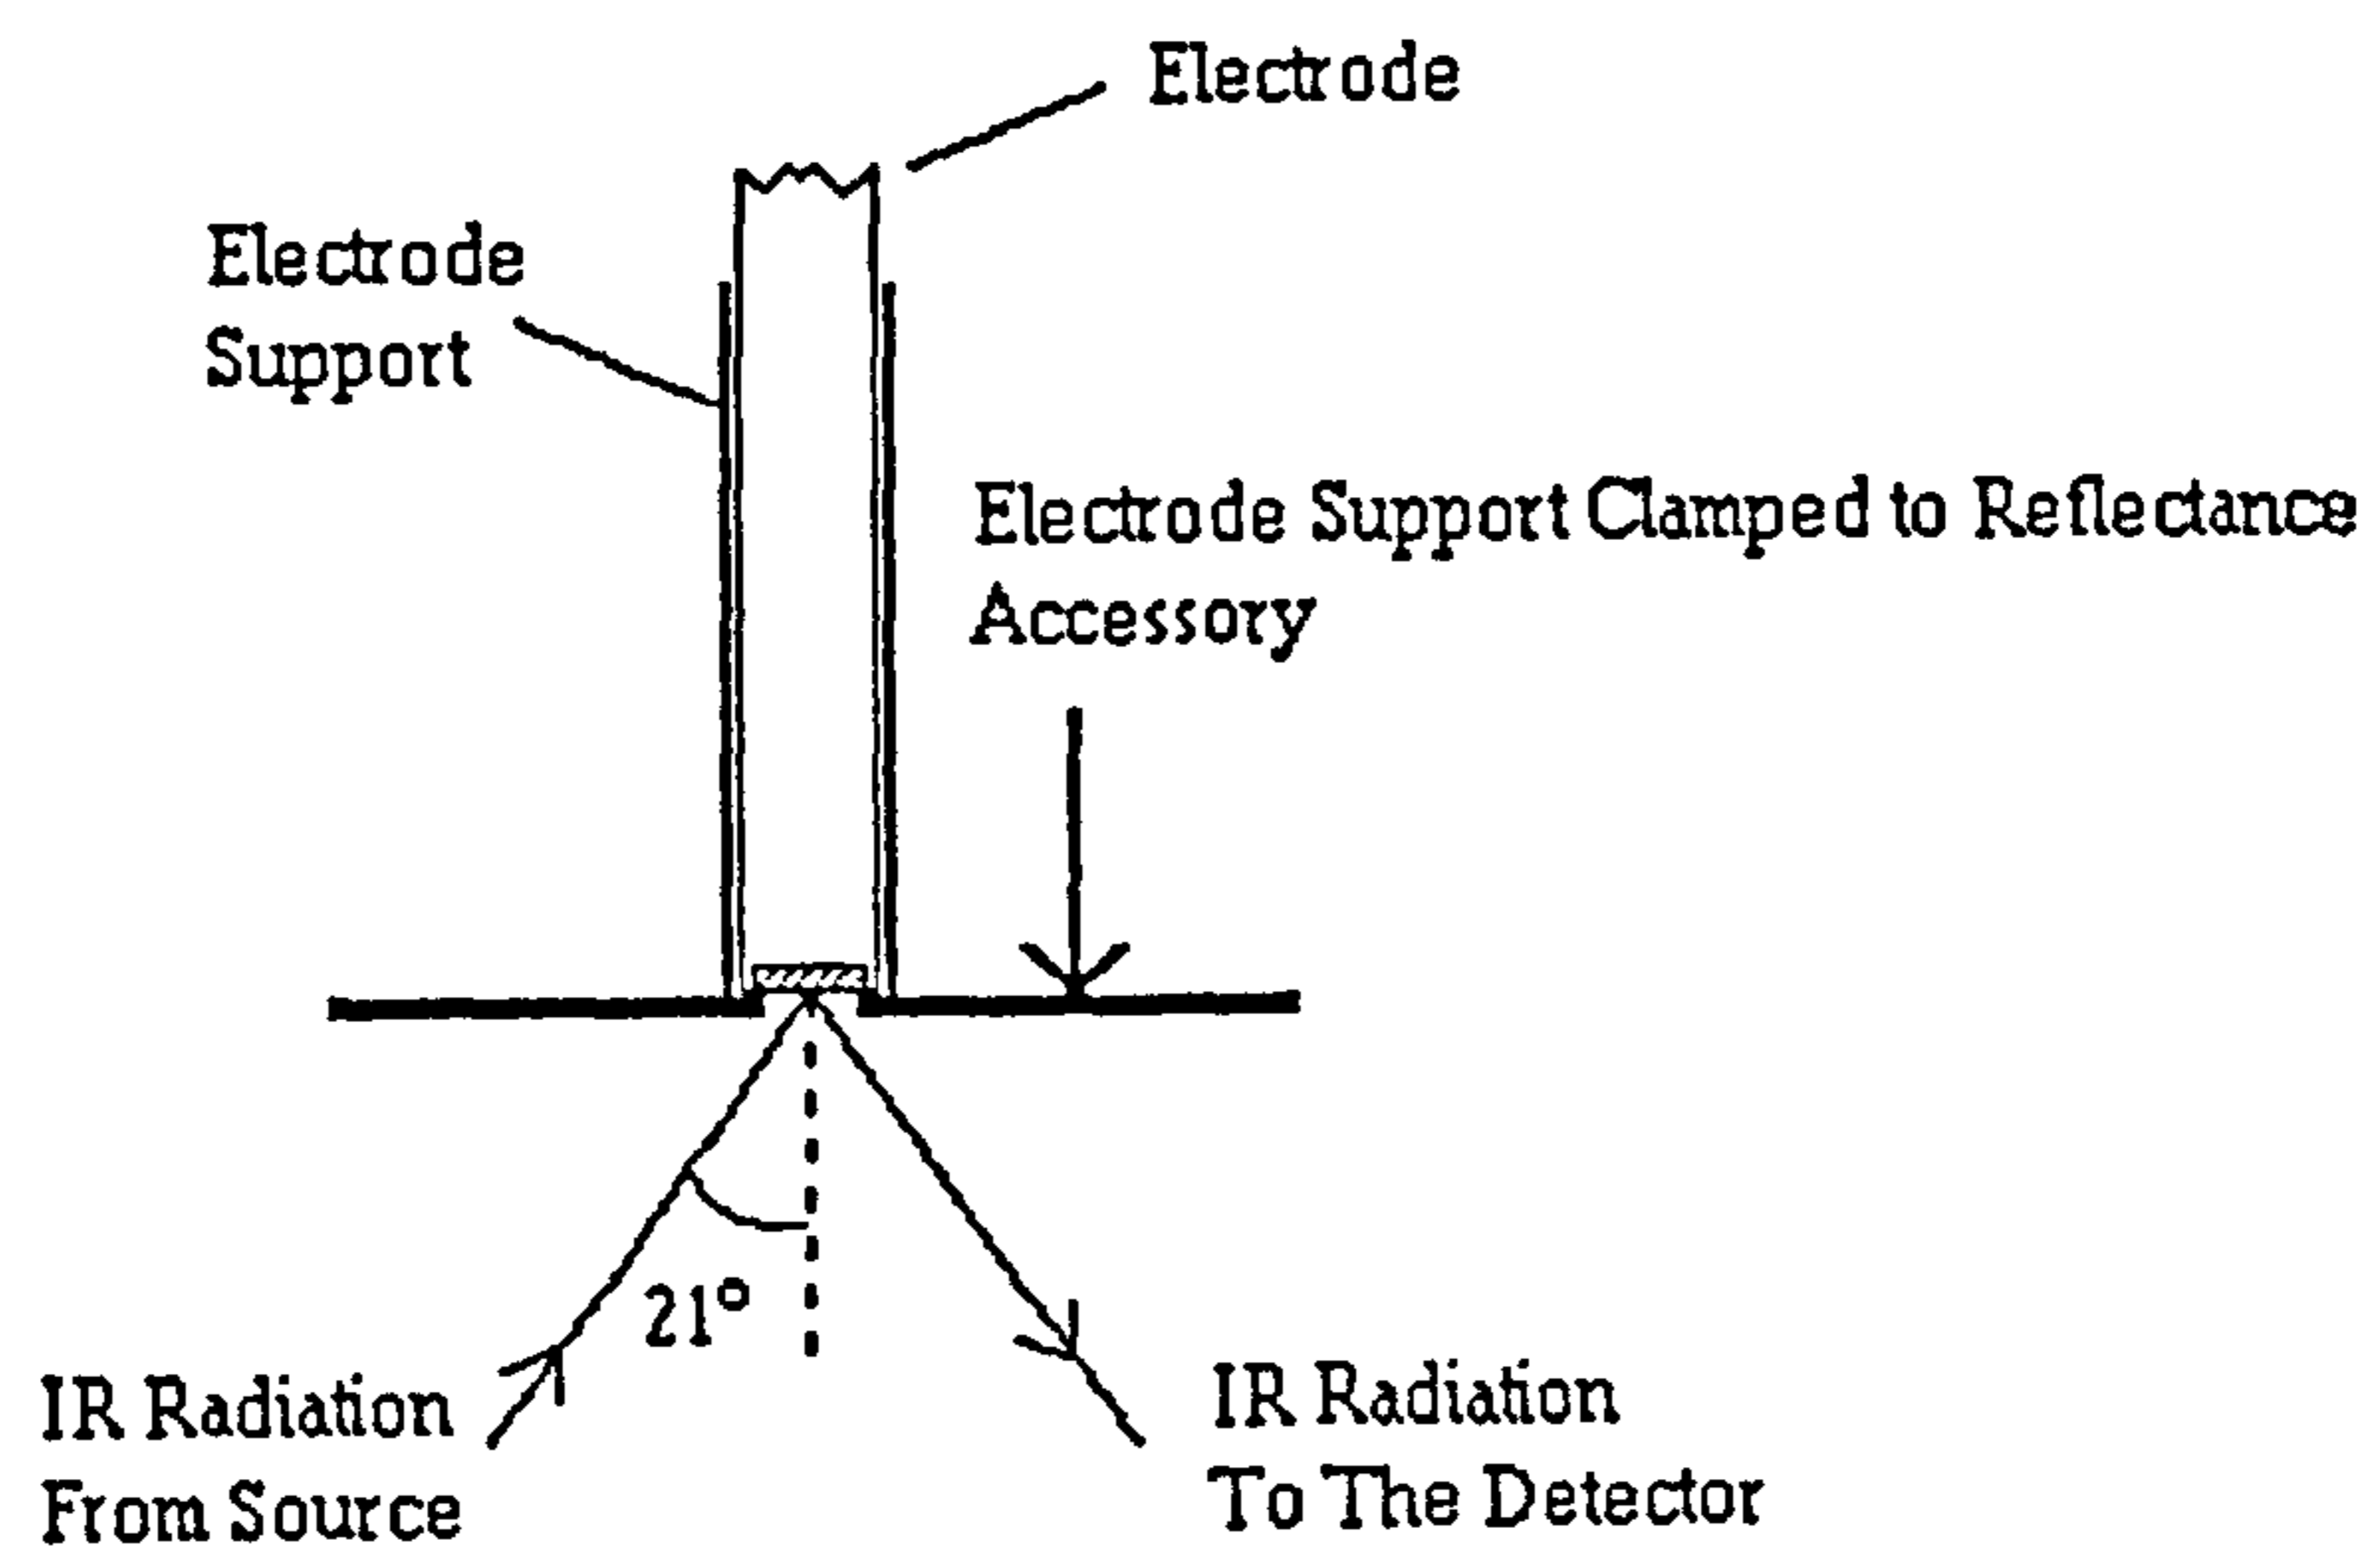 Electrode
Electrode
Support
Electrode Support Clamped to Reflectance
Accessory
21°
IR Radiation
From Source
IR Radiation
To The Detector